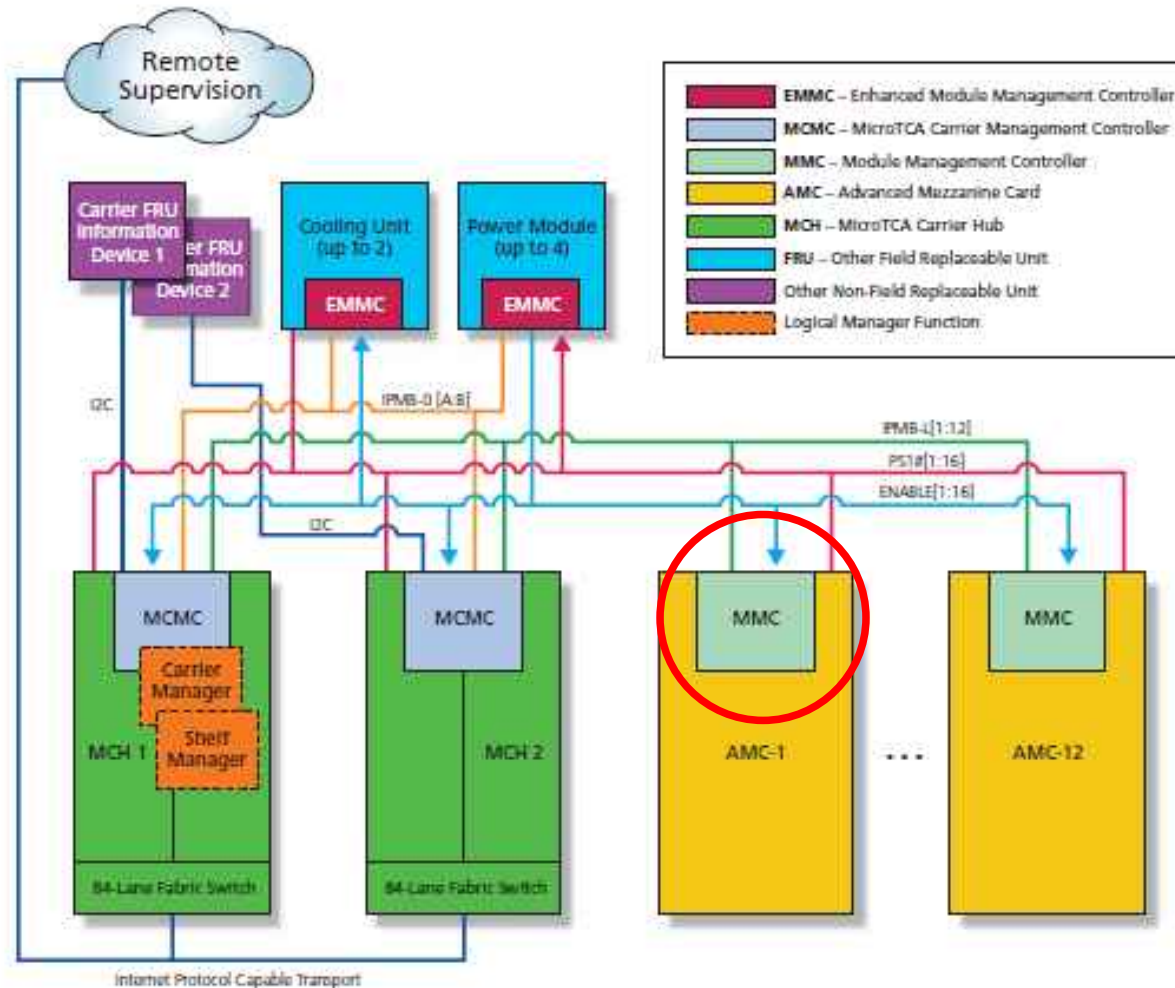 Remote
Supervision
EMMC – Enhanced Module Management Controller
MCMC – MicroTCA Carrier Management Controller
MMC – Module Management Controller
AMC – Advanced Mezzanine Card
MCH – MicroTCA Carrier Hub
FRU – Other Field Replaceable Unit
Other Non-Field Replaceable Unit
Logical Manager Function
Carrier FRU
Information
Device 1
er FRU
mation
Device 2
Cooling Unit
(up to 2)
EMMC
Power Module
(up to 4)
EMMC
I2C
IPMB-0 [A:B]
IPMB-L[1:12]
PS1#[1:16]
ENABLE[1:16]
I2C
MCMC
Carrier
Manager
Shelf
Manager
MCH 1
64-Lane Fabric Switch
MCMC
MCH 2
64-Lane Fabric Switch
MMC
AMC-1
...
MMC
AMC-12
Internet Protocol Capable Transport